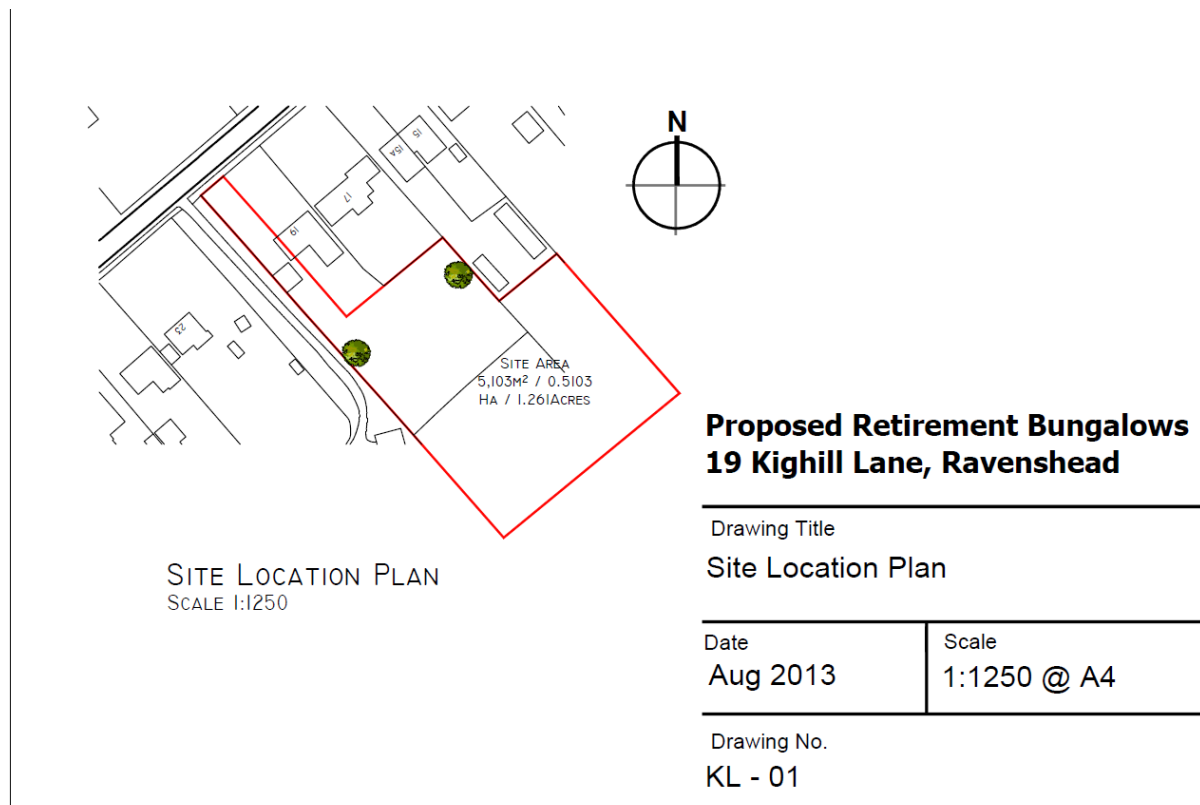 N
15
15A
17
19
23
SITE AREA
5,103M² / 0.5103
HA / 1.261ACRES
SITE LOCATION PLAN
SCALE 1:1250
Proposed Retirement Bungalows
19 Kighill Lane, Ravenshead
Drawing Title
Site Location Plan
Date
Aug 2013
Scale
1:1250 @ A4
Drawing No.
KL - 01